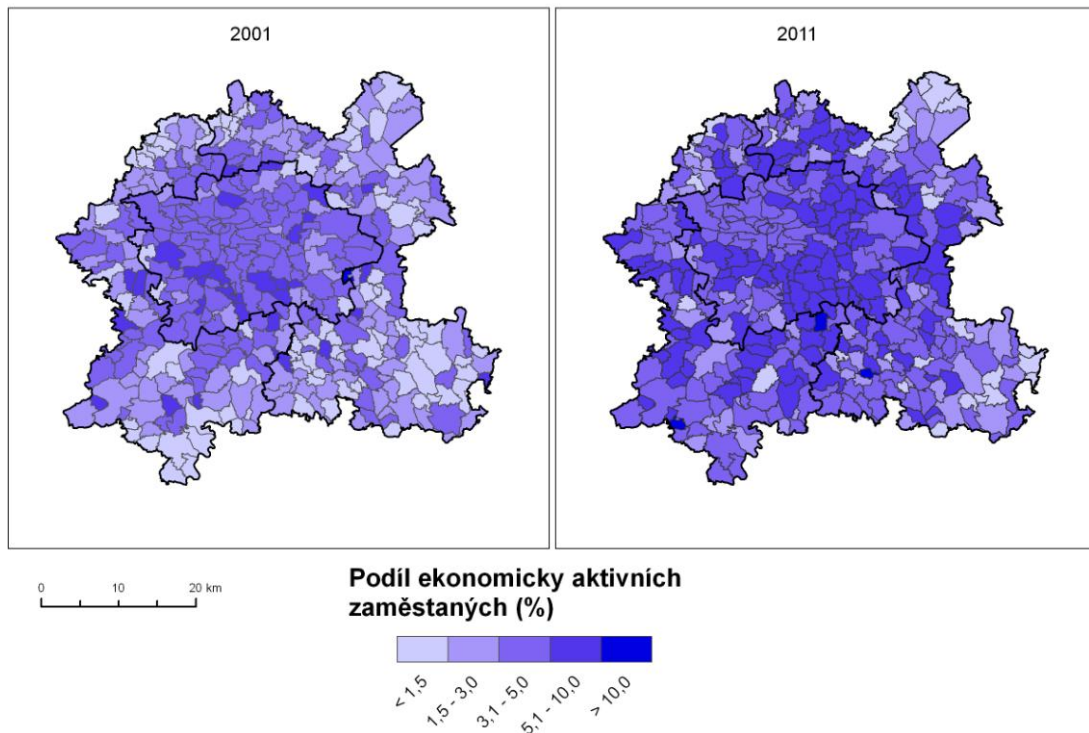 2001
2011
0 10 20 km
Podíl ekonomicky aktivních
zaměstaných (%)
< 1,5
1,5 - 3,0
3,1 - 5,0
5,1 - 10,0
> 10,0